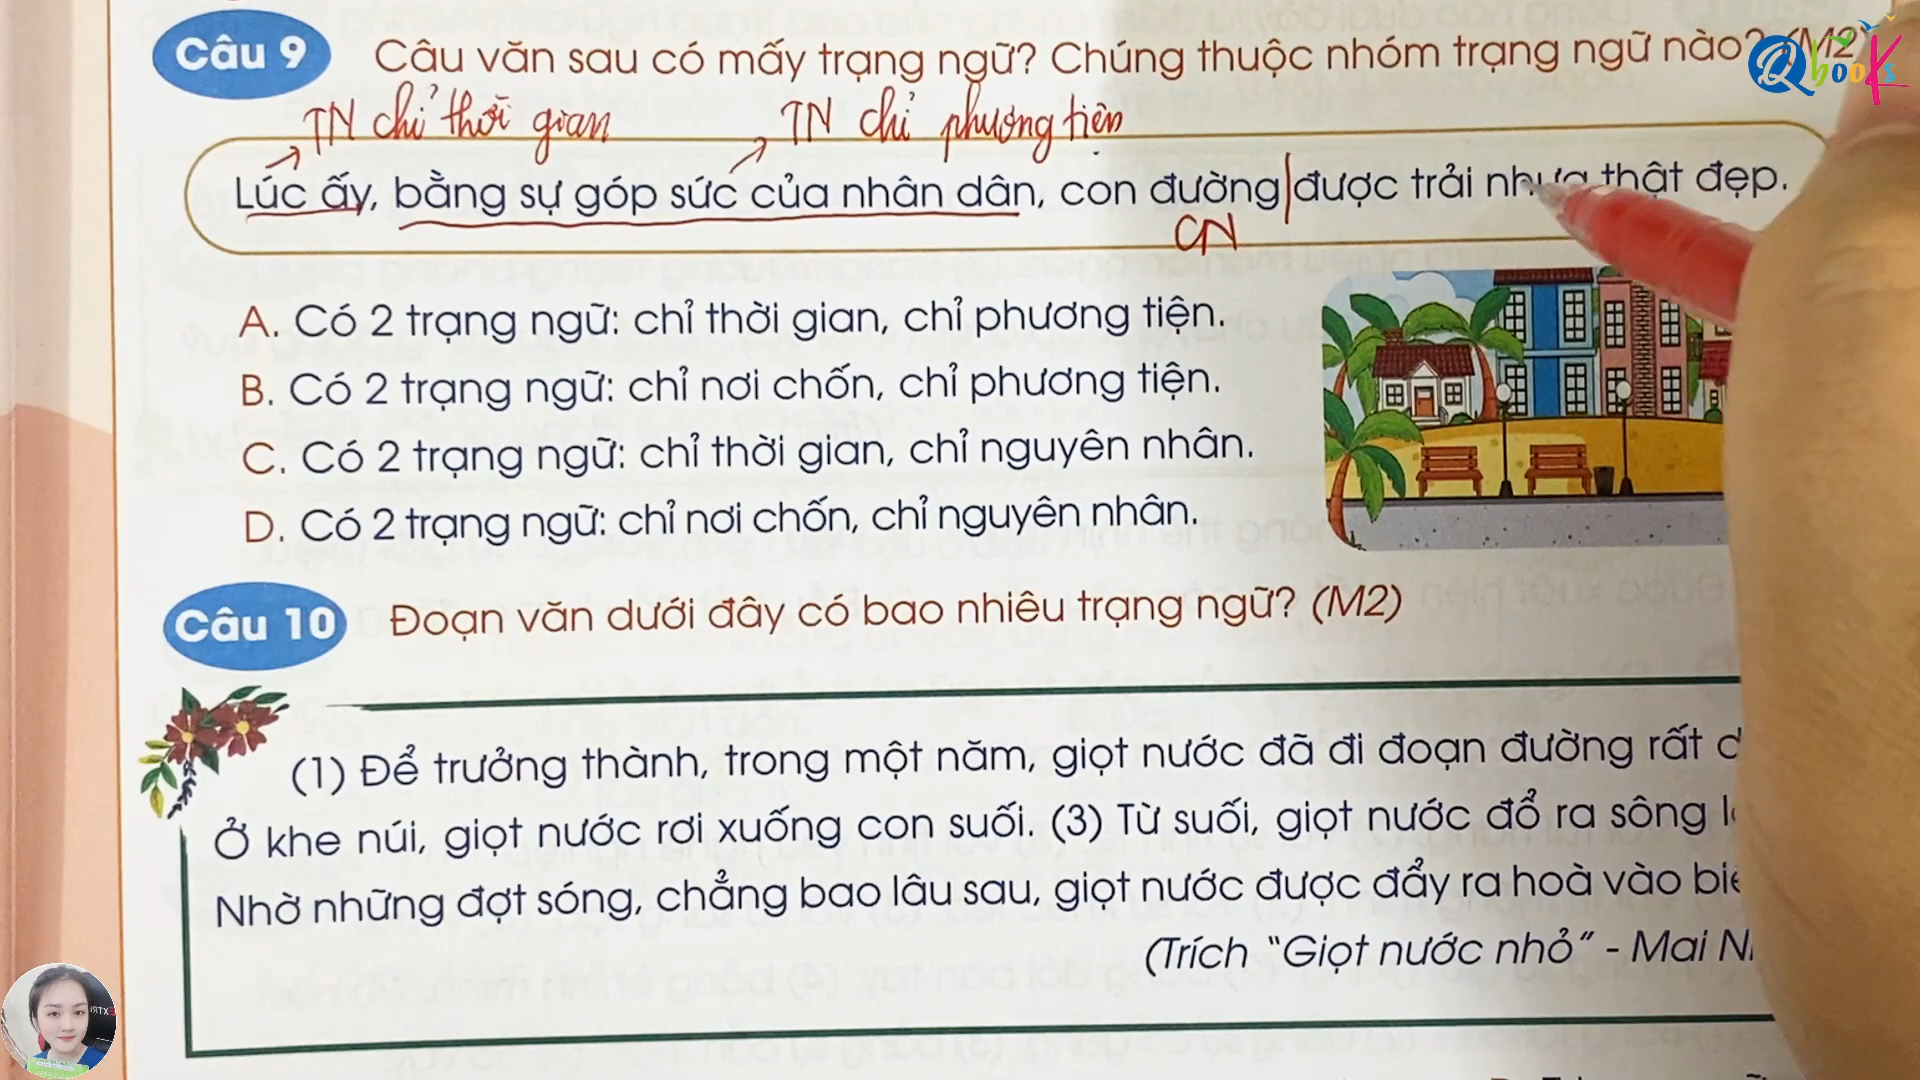 Câu 9 Câu văn sau có mấy trạng ngữ? Chúng thuộc nhóm trạng ngữ nào? (M2)
Qbooks
TN chỉ thời gian TN chỉ phương tiện
Lúc ấy, bằng sự góp sức của nhân dân, con đường được trải nhựa thật đẹp.
CN
A. Có 2 trạng ngữ: chỉ thời gian, chỉ phương tiện.
B. Có 2 trạng ngữ: chỉ nơi chốn, chỉ phương tiện.
C. Có 2 trạng ngữ: chỉ thời gian, chỉ nguyên nhân.
D. Có 2 trạng ngữ: chỉ nơi chốn, chỉ nguyên nhân.
Câu 10 Đoạn văn dưới đây có bao nhiêu trạng ngữ? (M2)
(1) Để trưởng thành, trong một năm, giọt nước đã đi đoạn đường rất
Ở khe núi, giọt nước rơi xuống con suối. (3) Từ suối, giọt nước đổ ra sông
Nhờ những đợt sóng, chẳng bao lâu sau, giọt nước được đẩy ra hoà vào
(Trích "Giọt nước nhỏ" - Mai